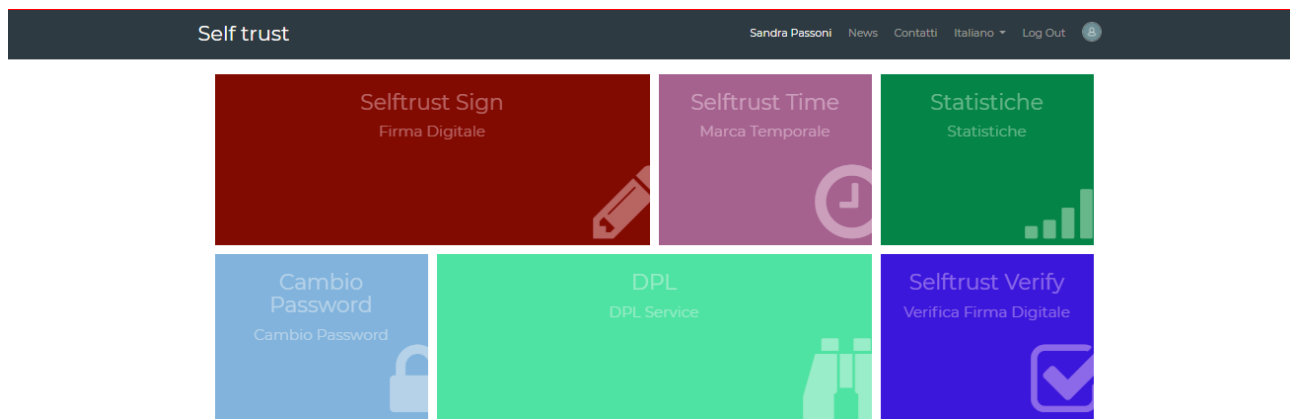 Self trust
Sandra Passoni News Contatti Italiano Log Out
Selftrust Sign
Firma Digitale
Selftrust Time
Marca Temporale
Statistiche
Statistiche
Cambio
Password
Cambio Password
DPL
DPL Service
Selftrust Verify
Verifica Firma Digitale